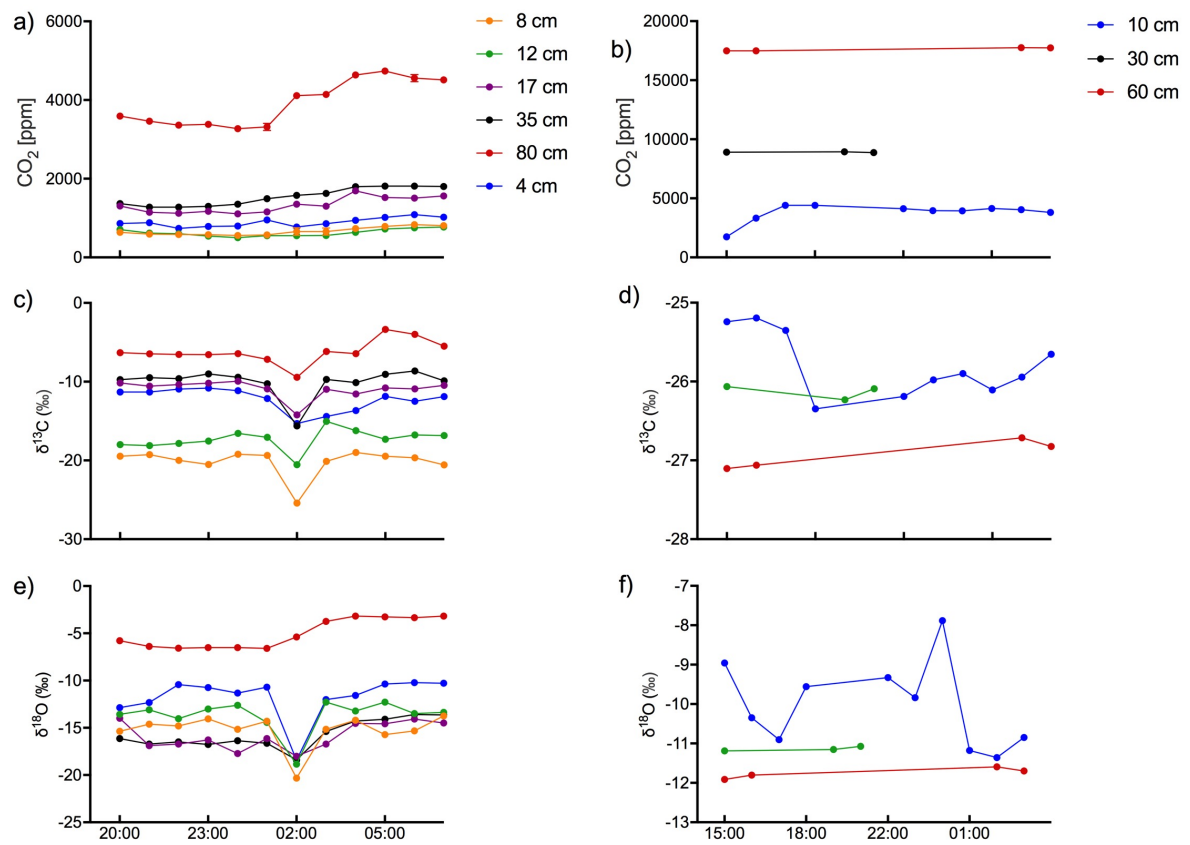 a)
CO2 [ppm]
6000
4000
2000
0
8 cm
12 cm
17 cm
35 cm
80 cm
4 cm
b)
CO2 [ppm]
20000
15000
10000
5000
0
10 cm
30 cm
60 cm
c)
δ13C (‰)
0
-10
-20
-30
d)
δ13C (‰)
-25
-26
-27
-28
e)
δ18O (‰)
0
-5
-10
-15
-20
-25
20:00 23:00 02:00 05:00
f)
δ18O (‰)
-7
-8
-9
-10
-11
-12
-13
15:00 18:00 22:00 01:00